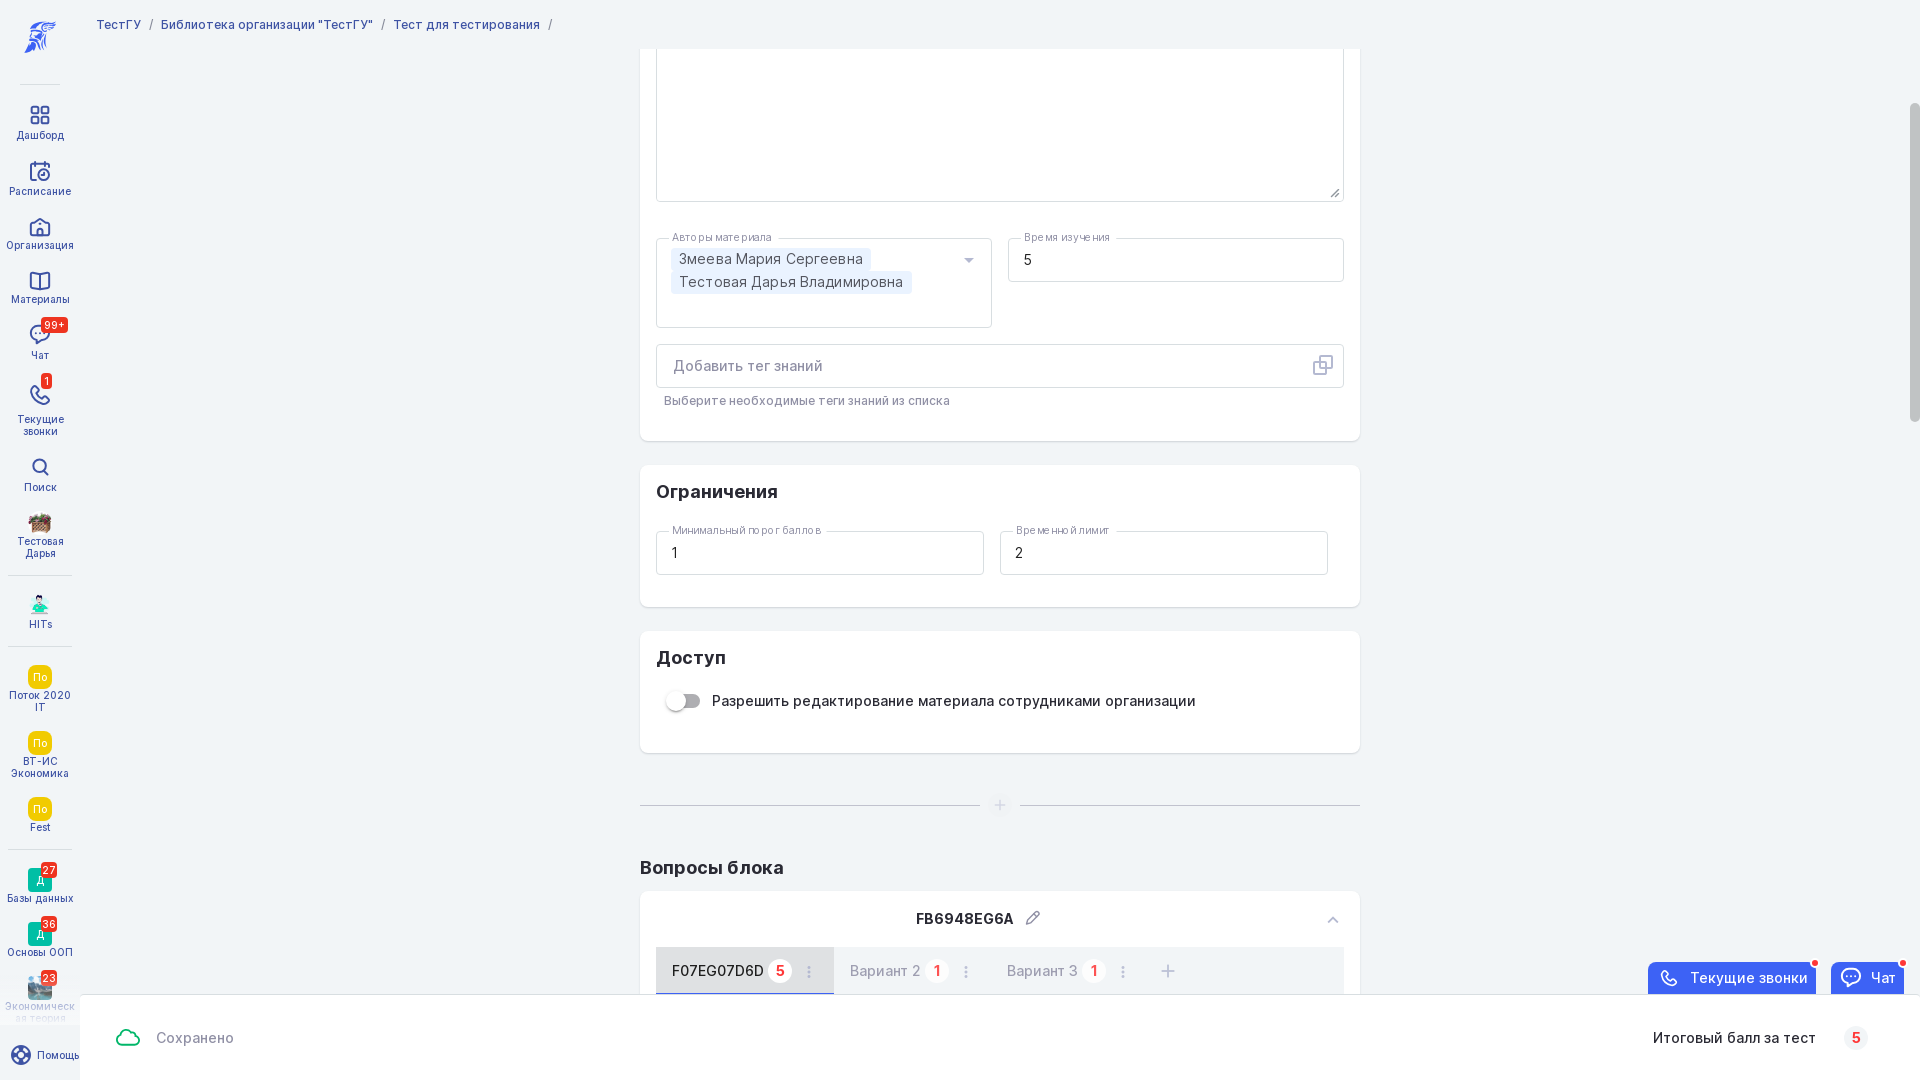 ТестГУ / Библиотека организации "ТестГУ" / Тест для тестирования /
Дашборд
Расписание
Организация
Материалы
99+
Чат
1
Текущие
звонки
Поиск
Тестовая
Дарья
HITs
По
Поток 2020
IT
По
ВТ-ИС
Экономика
По
Fest
27
Д
Базы данных
36
Д
Основы ООП
23
Экономическ
ая теория
Помощь
Авторы материала
Змеева Мария Сергеевна
Тестовая Дарья Владимировна
Время изучения
5
Добавить тег знаний
Выберите необходимые теги знаний из списка
Ограничения
Минимальный порог баллов
1
Временной лимит
2
Доступ
Разрешить редактирование материала сотрудниками организации
Вопросы блока
FB6948EG6A
F07EG07D6D 5 Вариант 2 1 Вариант 3 1
Текущие звонки Чат
Сохранено
Итоговый балл за тест 5